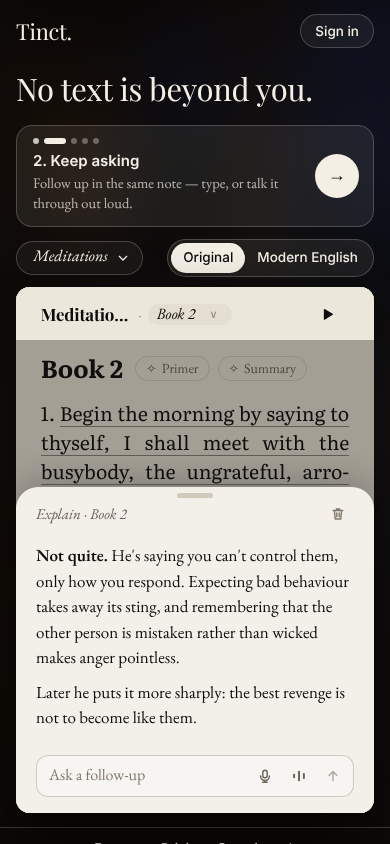 Tinct.
Sign in
No text is beyond you.
2. Keep asking
Follow up in the same note — type, or talk it
through out loud.
→
Meditations
Original
Modern English
Meditatio... · Book 2
Book 2
Primer
Summary
1. Begin the morning by saying to
thyself, I shall meet with the
busybody, the ungrateful, arro-
Explain · Book 2
Not quite. He's saying you can't control them,
only how you respond. Expecting bad behaviour
takes away its sting, and remembering that the
other person is mistaken rather than wicked
makes anger pointless.
Later he puts it more sharply: the best revenge is
not to become like them.
Ask a follow-up